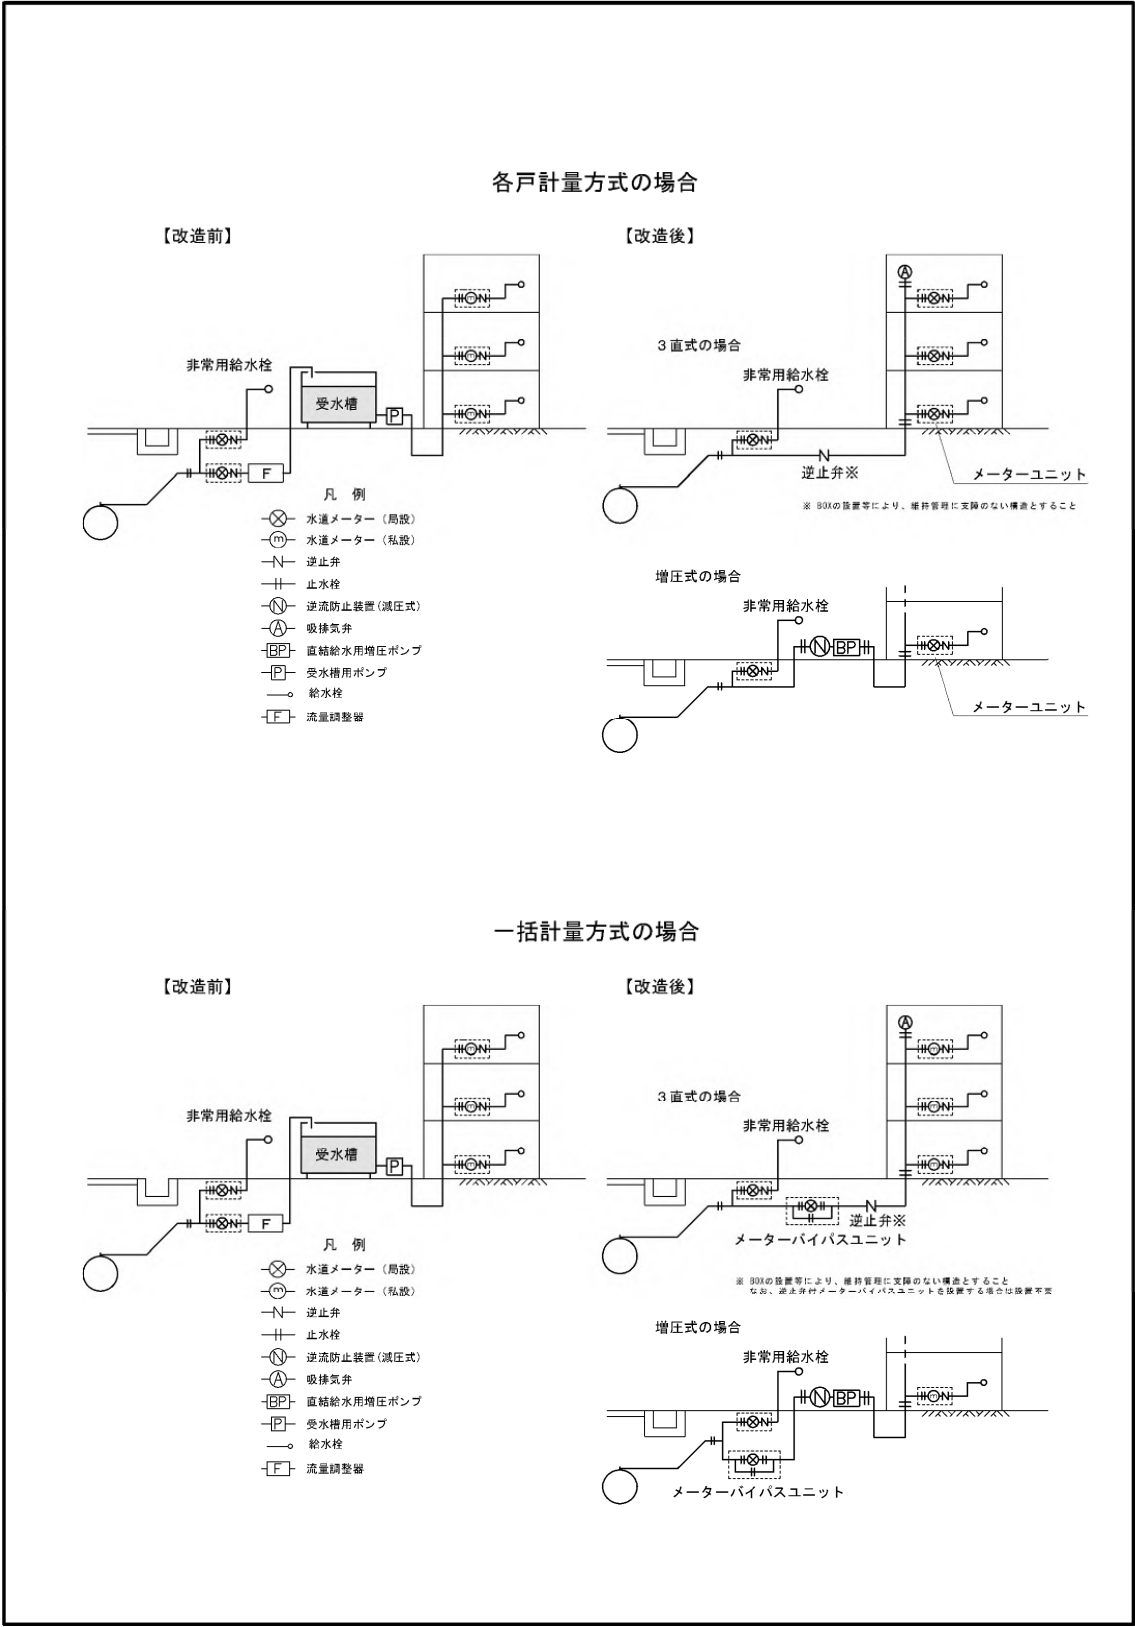 各戸計量方式の場合
【改造前】
非常用給水栓
受水槽
P
F
m
m
m
凡 例
水道メーター（局設）
m 水道メーター（私設）
N 逆止弁
止水栓
N 逆流防止装置(減圧式)
A 吸排気弁
BP 直結給水用増圧ポンプ
P 受水槽用ポンプ
給水栓
F 流量調整器
【改造後】
A
3直式の場合
非常用給水栓
N
逆止弁※
メーターユニット
※ BOXの設置等により、維持管理に支障のない構造とすること
増圧式の場合
非常用給水栓
N BP
メーターユニット
一括計量方式の場合
【改造前】
非常用給水栓
受水槽
P
F
m
m
m
凡 例
水道メーター（局設）
m 水道メーター（私設）
N 逆止弁
止水栓
N 逆流防止装置(減圧式)
A 吸排気弁
BP 直結給水用増圧ポンプ
P 受水槽用ポンプ
給水栓
F 流量調整器
【改造後】
A
3直式の場合
非常用給水栓
N
逆止弁※
メーターバイパスユニット
※ BOXの設置等により、維持管理に支障のない構造とすること
なお、逆止弁付メーターバイパスユニットを設置する場合は設置不要
増圧式の場合
非常用給水栓
N BP
メーターバイパスユニット